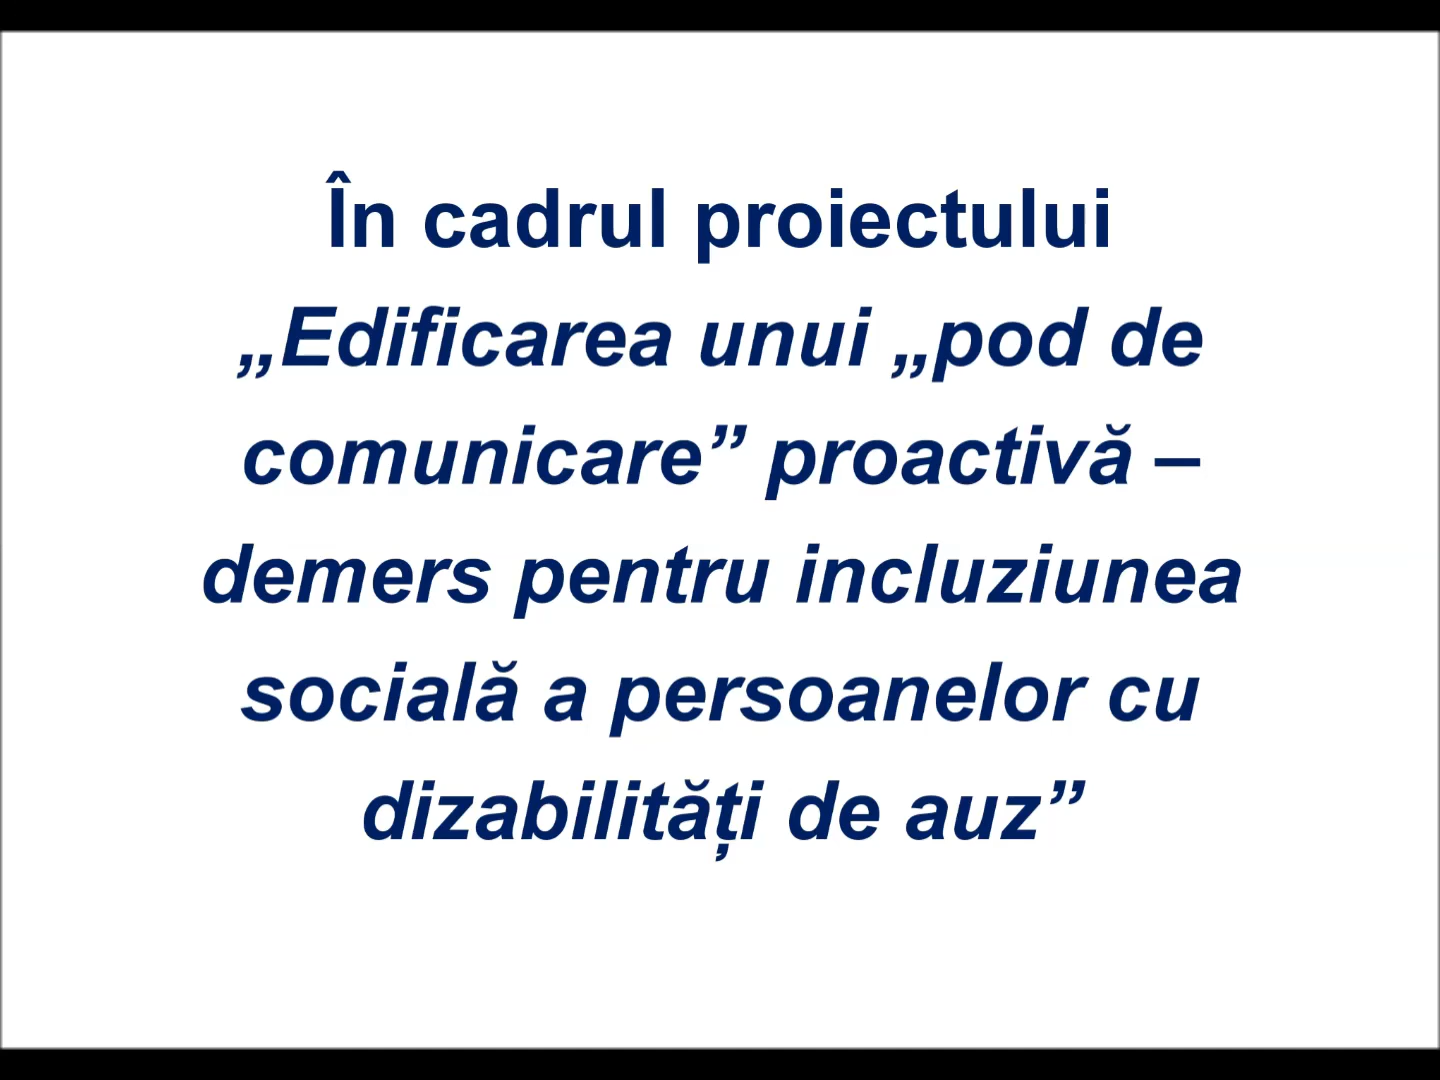 În cadrul proiectului
„Edificarea unui „pod de
comunicare” proactivă –
demers pentru incluziunea
socială a persoanelor cu
dizabilități de auz”